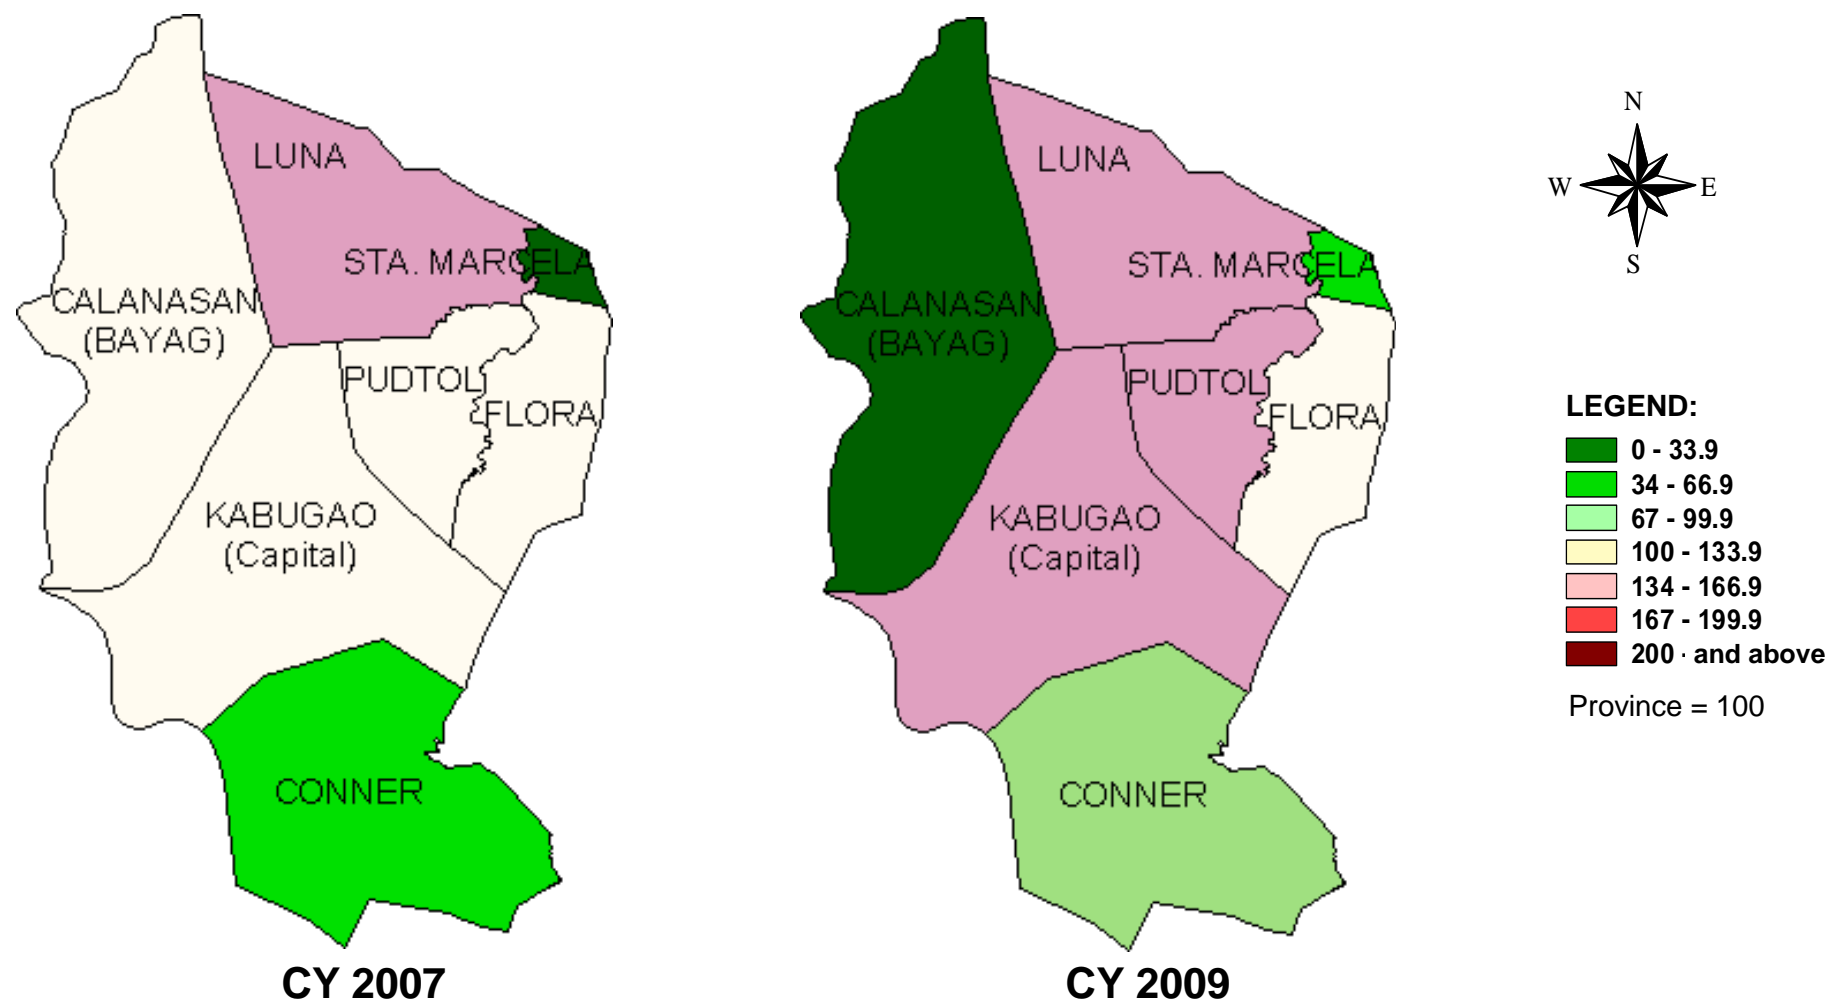 LUNA
STA. MARCELA
CALANASAN
(BAYAG)
PUDTOL
FLORA
KABUGAO
(Capital)
CONNER
CY 2007
LUNA
STA. MARCELA
CALANASAN
(BAYAG)
PUDTOL
FLORA
KABUGAO
(Capital)
CONNER
CY 2009
N
W E
S
LEGEND:
0 - 33.9
34 - 66.9
67 - 99.9
100 - 133.9
134 - 166.9
167 - 199.9
200 · and above
Province = 100